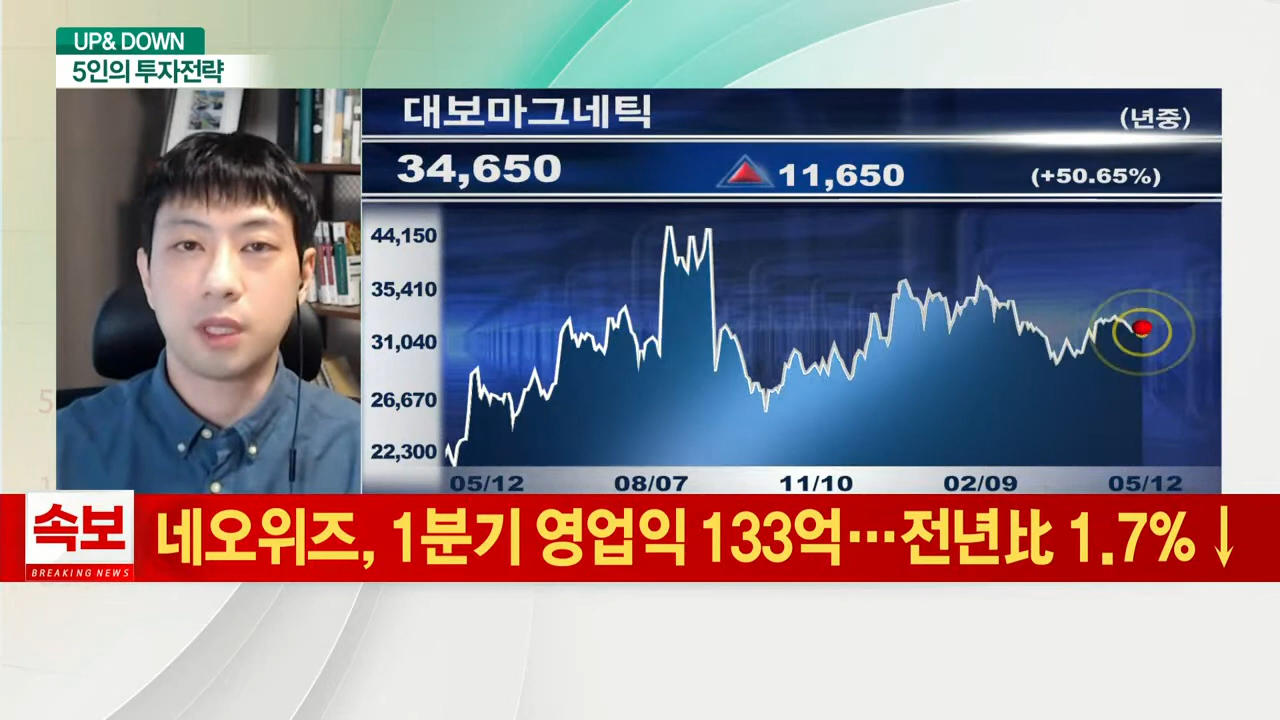 UP& DOWN
5인의 투자전략
대보마그네틱
(년중)
34,650
11,650
(+50.65%)
44,150
35,410
31,040
26,670
22,300
05/12
08/07
11/10
02/09
05/12
속보
BREAKING NEWS
네오위즈, 1분기 영업익 133억…전년比 1.7%↓